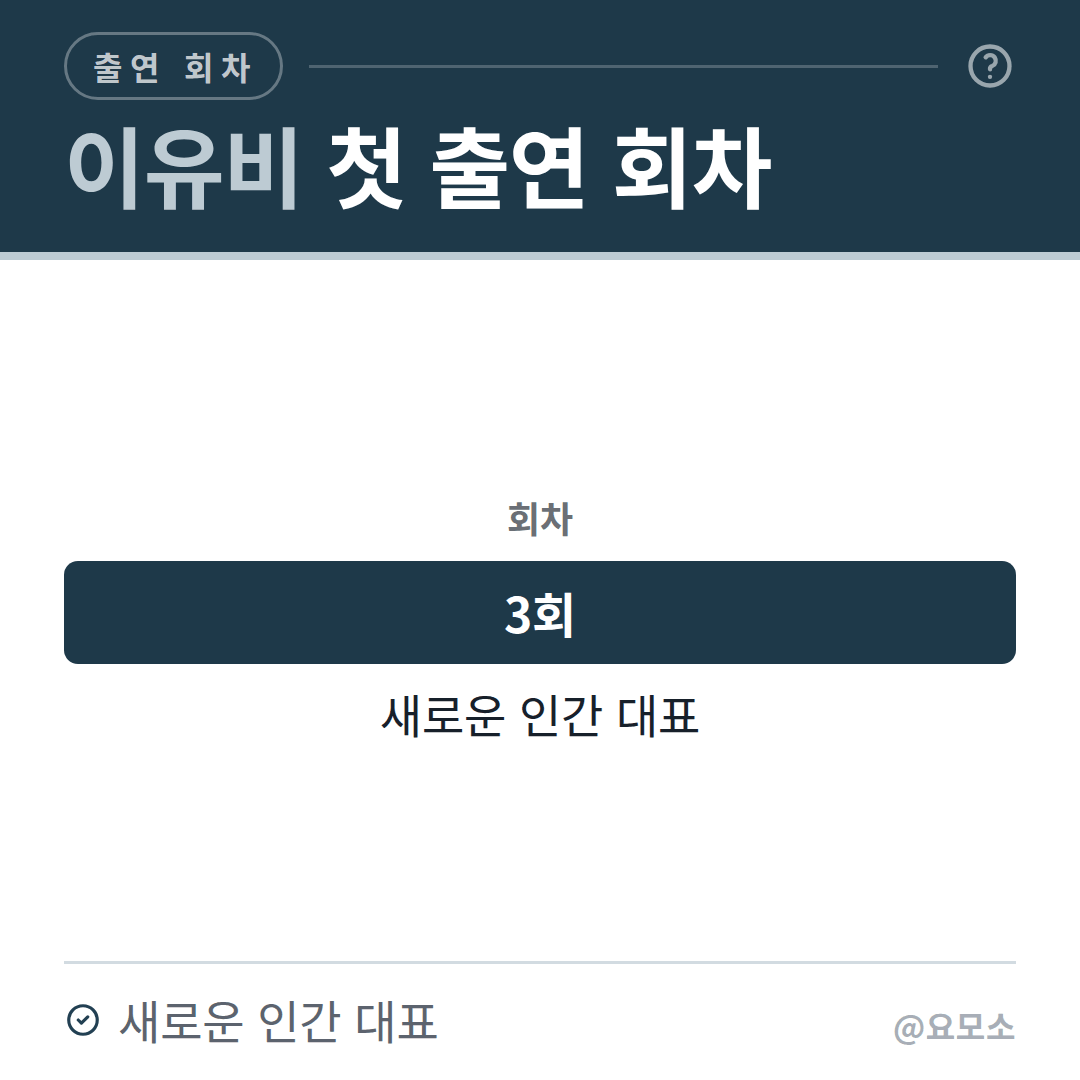 출연 회차
이유비 첫 출연 회차
회차
3회
새로운 인간 대표
새로운 인간 대표
@요모소